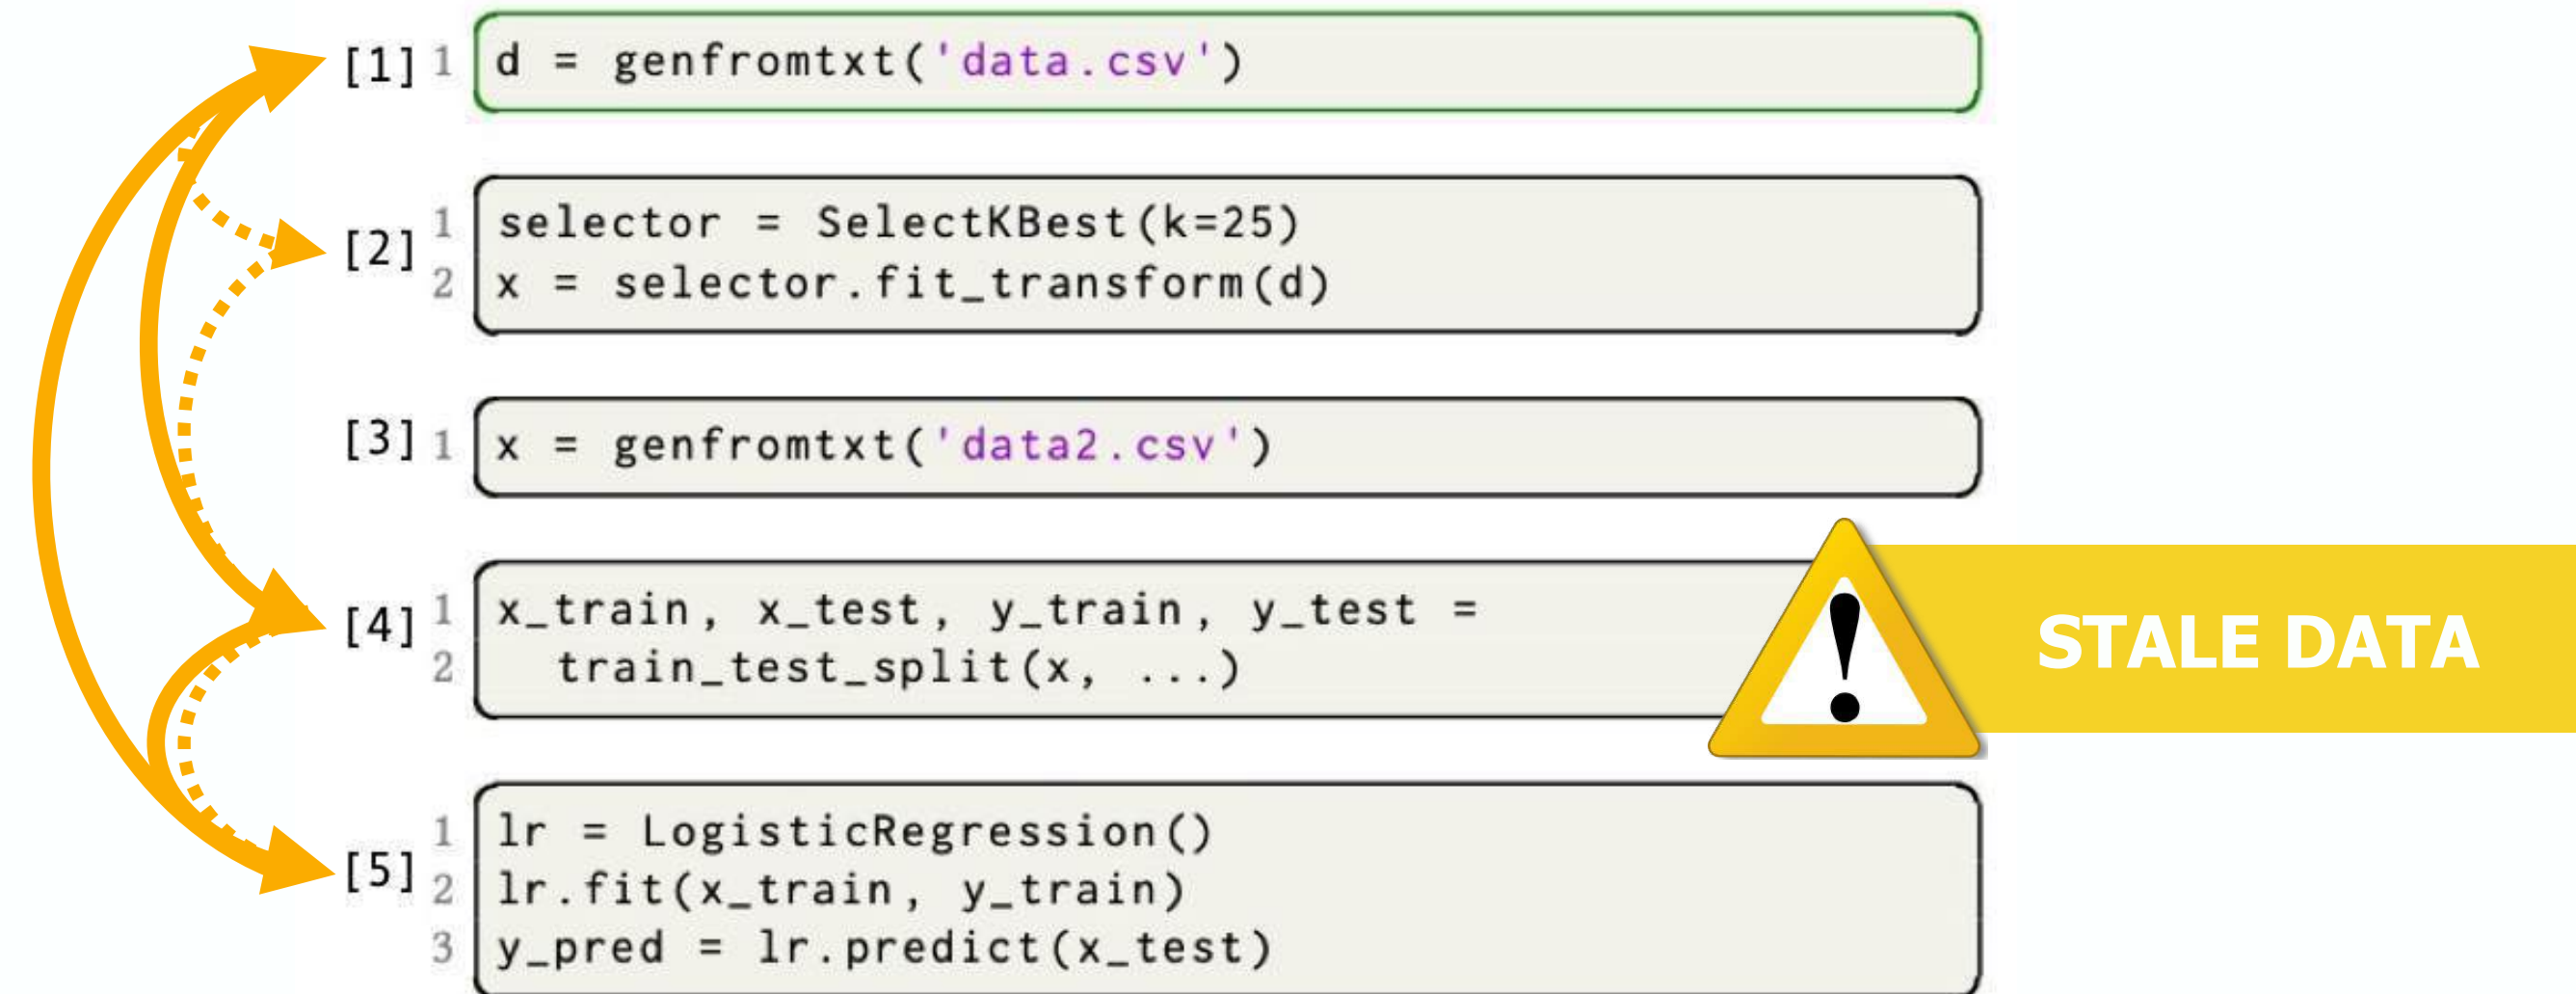 [1] 1 d = genfromtxt('data.csv')
1 selector = SelectKBest(k=25)
[2]
2 x = selector.fit_transform(d)
[3] 1 x = genfromtxt('data2.csv')
[4] 1 x_train, x_test, y_train, y_test =
2 train_test_split(x, ...)
STALE DATA
1 lr = LogisticRegression()
[5] 2 lr.fit(x_train, y_train)
3 y_pred = lr.predict(x_test)